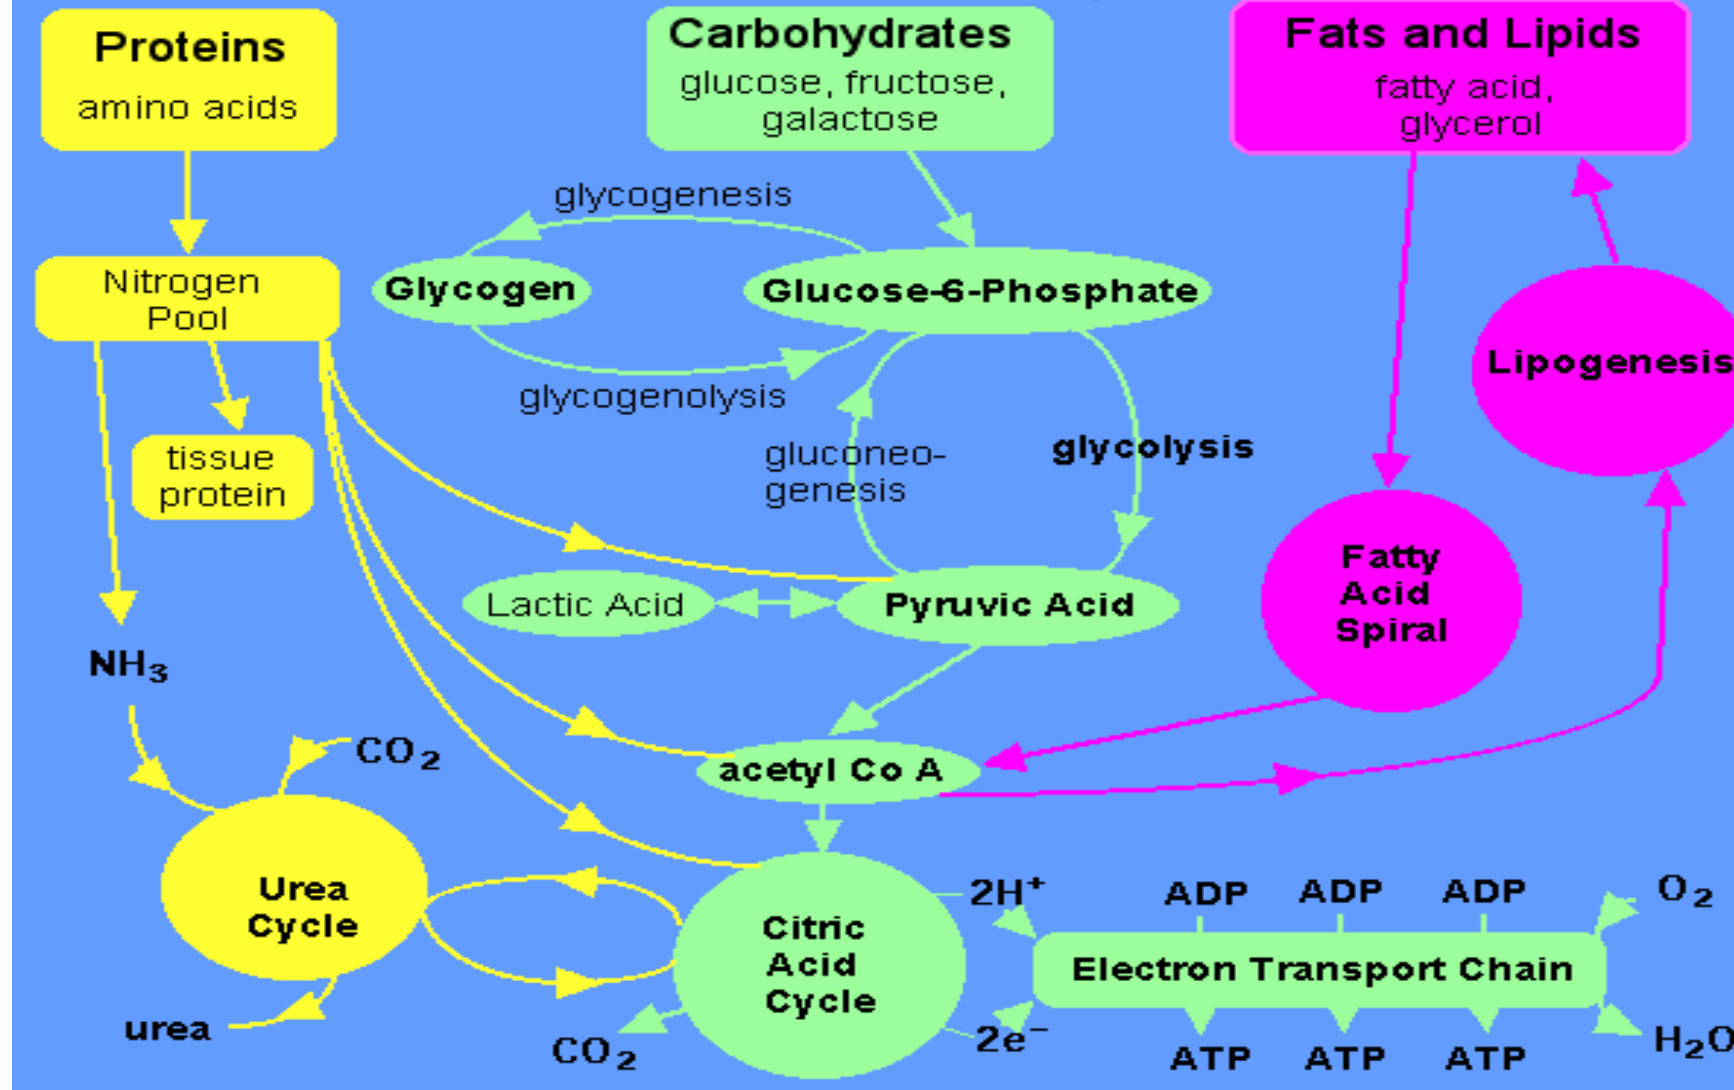 Proteins
amino acids
Carbohydrates
glucose, fructose,
galactose
Fats and Lipids
fatty acid,
glycerol
glycogenesis
Nitrogen
Pool
Glycogen
Glucose-6-Phosphate
Lipogenesis
glycogenolysis
tissue
protein
gluconeo-
genesis
glycolysis
Fatty
Acid
Spiral
Lactic Acid
Pyruvic Acid
NH₃
CO₂
acetyl Co A
Urea
Cycle
urea
Citric
Acid
Cycle
CO₂
2H⁺
2e⁻
ADP ADP ADP
O₂
Electron Transport Chain
ATP ATP ATP
H₂O